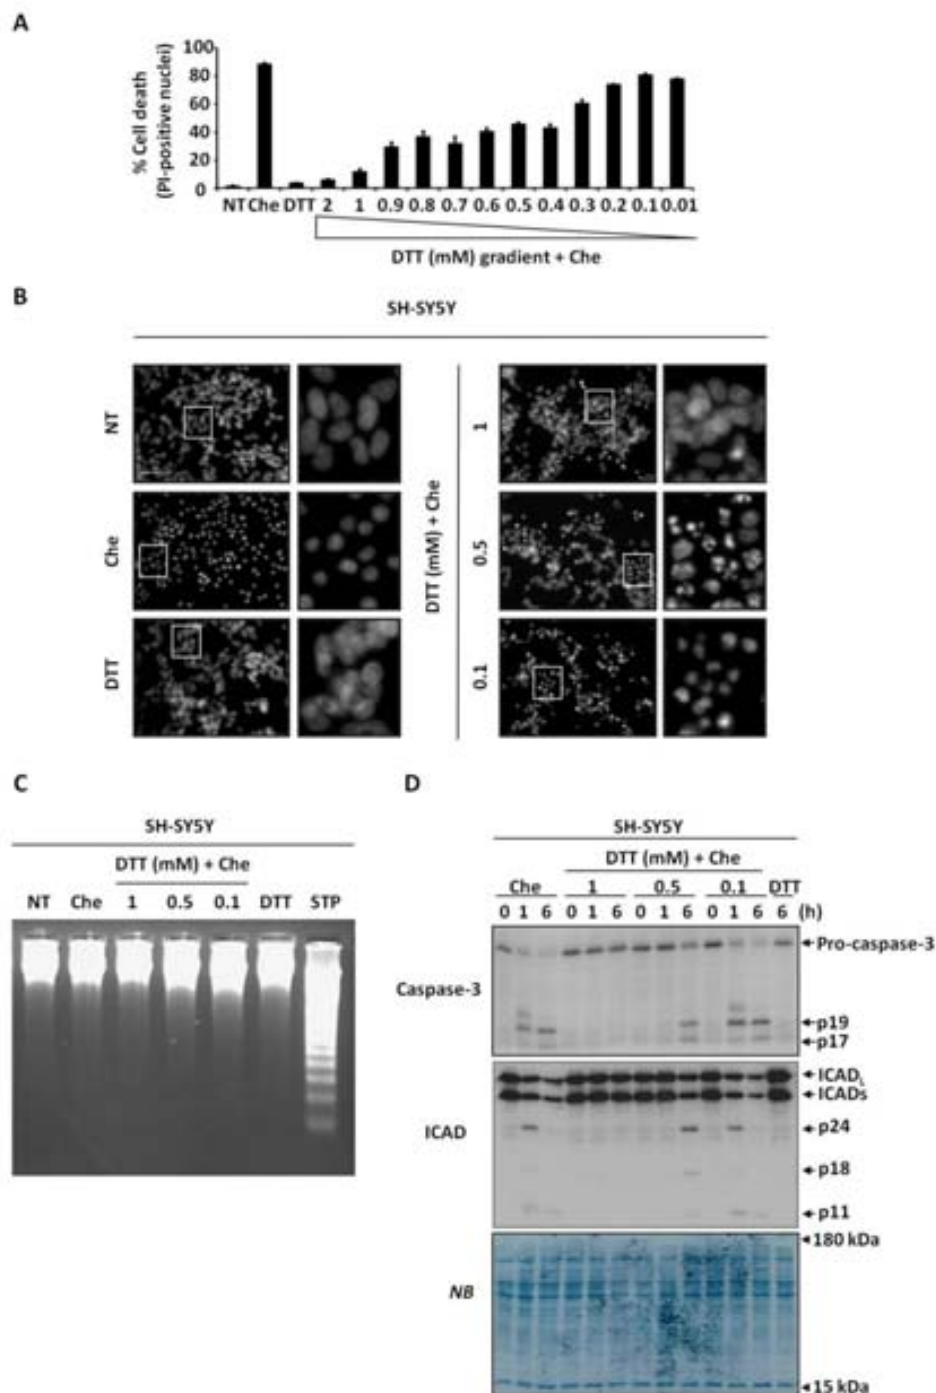 A
% Cell death
(PI-positive nuclei)
100
80
60
40
20
0
NT Che DTT 2 1 0.9 0.8 0.7 0.6 0.5 0.4 0.3 0.2 0.1 0.01
DTT (mM) gradient + Che
B
SH-SY5Y
NT
Che
DTT
DTT (mM) + Che
1
0.5
0.1
C
SH-SY5Y
DTT (mM) + Che
NT Che 1 0.5 0.1 DTT STP
D
SH-SY5Y
DTT (mM) + Che
Che 1 0.5 0.1 DTT
0 1 6 0 1 6 0 1 6 0 1 6 6 (h)
Caspase-3
Pro-caspase-3
p19
p17
ICAD
ICADL
ICADs
p24
p18
p11
NB
180 kDa
15 kDa